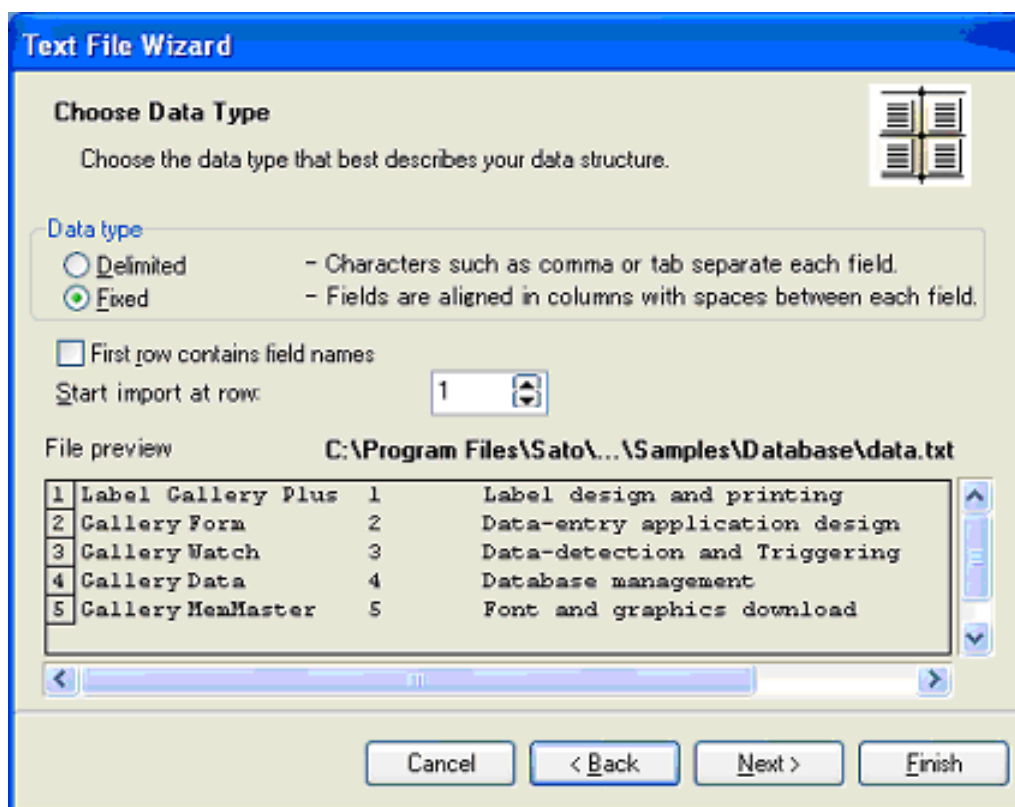 Text File Wizard
Choose Data Type
Choose the data type that best describes your data structure.
Data type
Delimited - Characters such as comma or tab separate each field.
Fixed - Fields are aligned in columns with spaces between each field.
First row contains field names
Start import at row: 1
File preview C:\Program Files\Sato\...\Samples\Database\data.txt
1 Label Gallery Plus 1 Label design and printing
2 Gallery Form 2 Data-entry application design
3 Gallery Watch 3 Data-detection and Triggering
4 Gallery Data 4 Database management
5 Gallery MemMaster 5 Font and graphics download
Cancel < Back Next > Finish